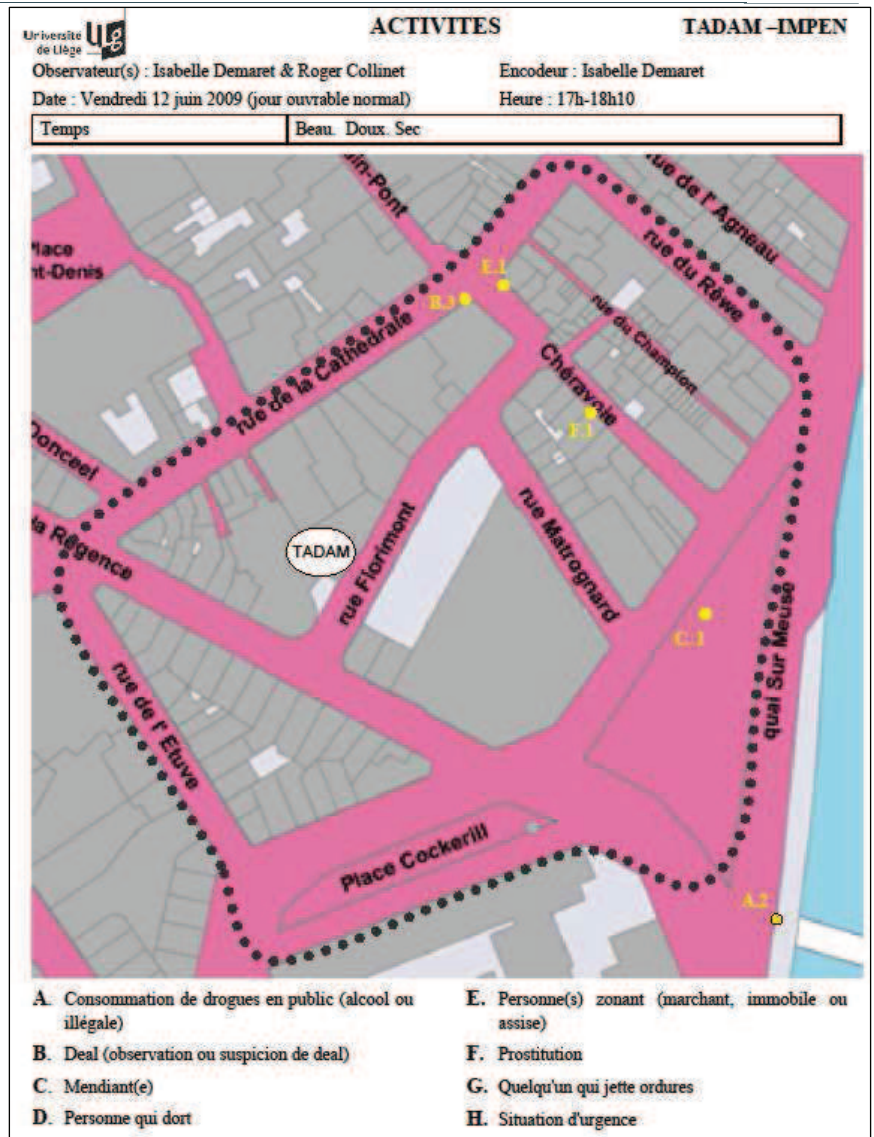 ACTIVITES
TADAM –IMPEN
Université
de Liège
ULg
Observateur(s) : Isabelle Demaret & Roger Collinet
Encodeur : Isabelle Demaret
Date : Vendredi 12 juin 2009 (jour ouvrable normal)
Heure : 17h-18h10
Temps
Beau. Doux. Sec
in-Pont
rue de l'Agneau
Place
nt-Denis
rue du Rêwe
E.1
B.3
rue du Champion
rue de la Cathédrale
Chéravoie
F.1
Donceel
la Régence
TADAM
rue Florimont
rue Matrognard
C.1
quai Sur Meuse
rue de l' Etuve
Place Cockerill
A.2
A. Consommation de drogues en public (alcool ou
illégale)
B. Deal (observation ou suspicion de deal)
C. Mendiant(e)
D. Personne qui dort
E. Personne(s) zonant (marchant, immobile ou
assise)
F. Prostitution
G. Quelqu'un qui jette ordures
H. Situation d'urgence